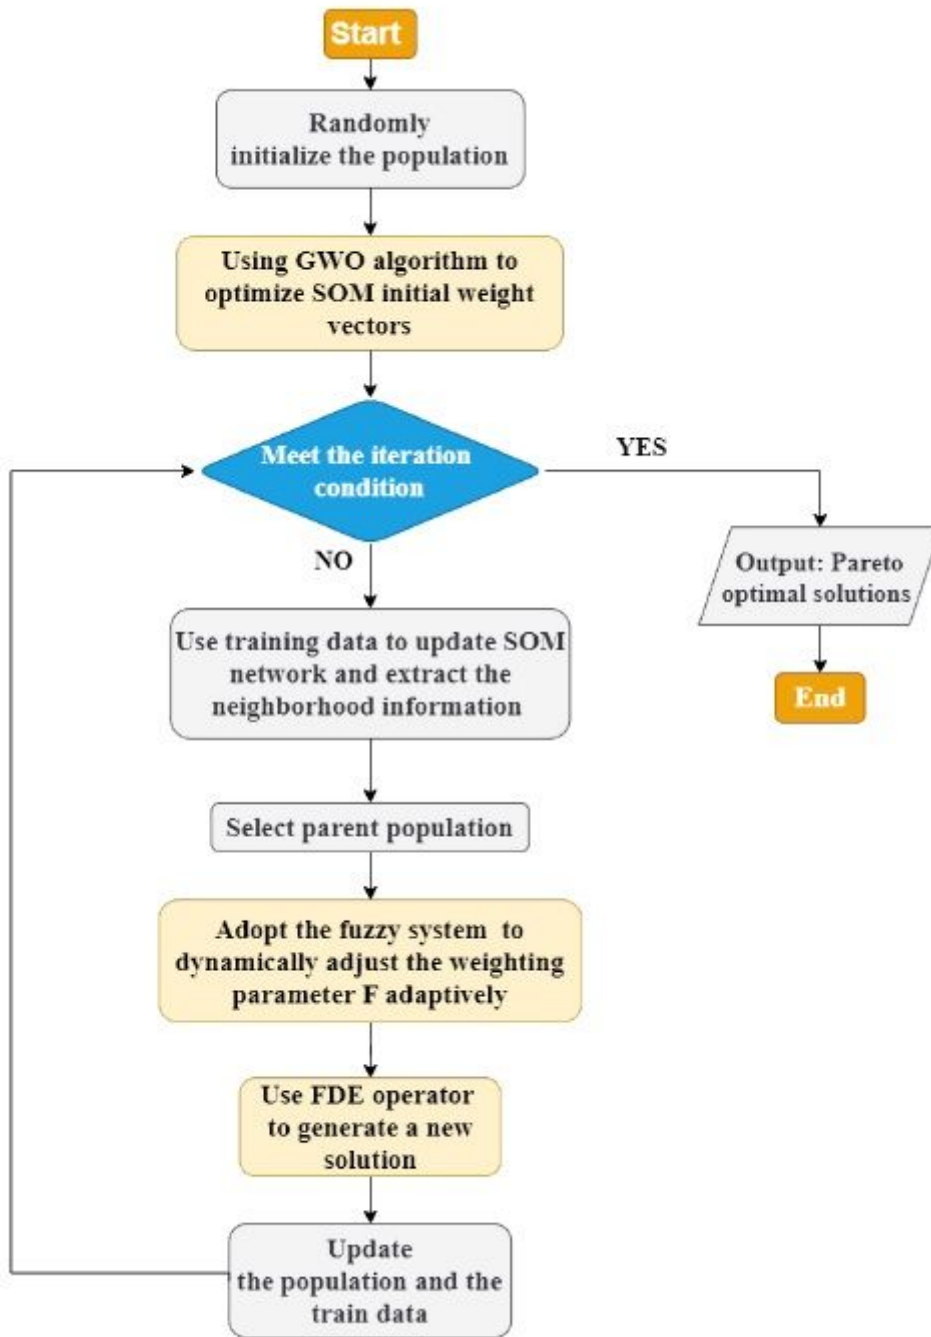 Start
Randomly
initialize the population
Using GWO algorithm to
optimize SOM initial weight
vectors
Meet the iteration
condition
YES
NO
Output: Pareto
optimal solutions
End
Use training data to update SOM
network and extract the
neighborhood information
Select parent population
Adopt the fuzzy system to
dynamically adjust the weighting
parameter F adaptively
Use FDE operator
to generate a new
solution
Update
the population and the
train data